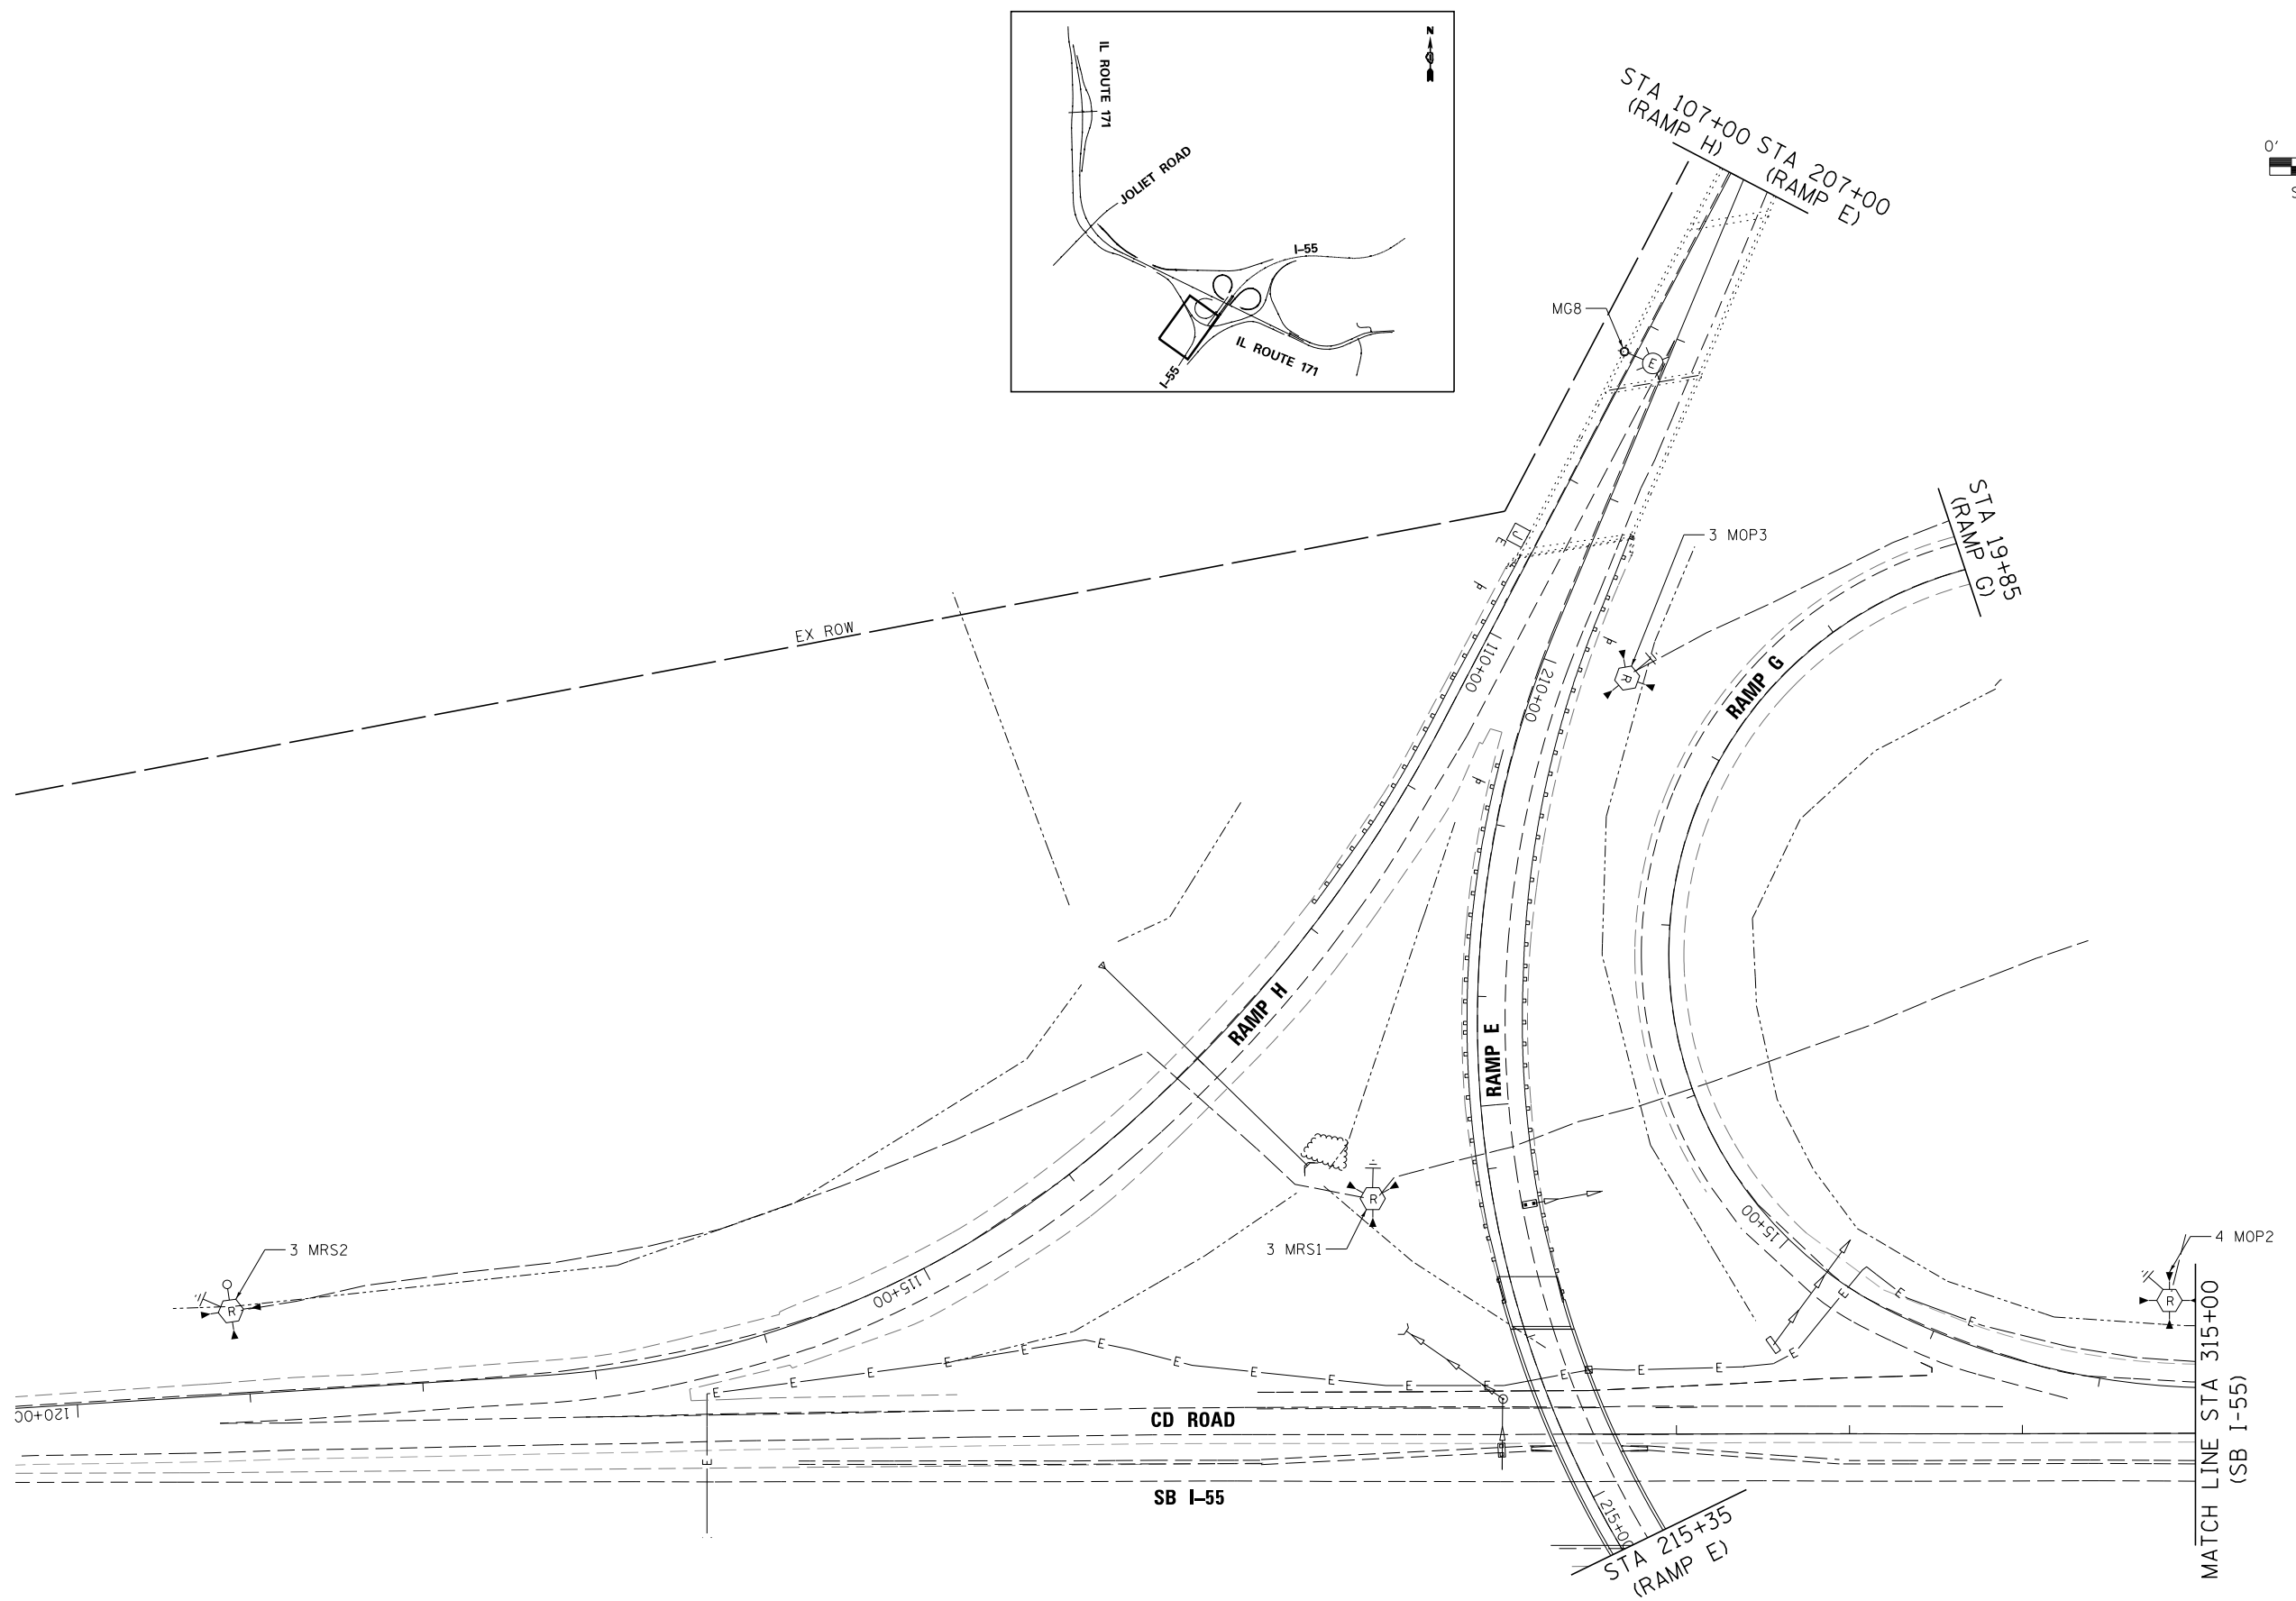 N
IL ROUTE 171
JOLIET ROAD
I-55
IL ROUTE 171
I-55
STA 107+00 STA 207+00
(RAMP H) (RAMP E)
0'
MG8
E
J
E
3 MOP3
STA 19+85
(RAMP G)
EX ROW
110+00
210+00
R
RAMP G
RAMP H
RAMP E
R
3 MRS1
3 MRS2
R
15+00
4 MOP2
R
115+00
E E E E E E E E E E E E E E E E E E E
E
120+00
CD ROAD
SB I-55
215+00
STA 215+35
(RAMP E)
MATCH LINE STA 315+00
(SB I-55)